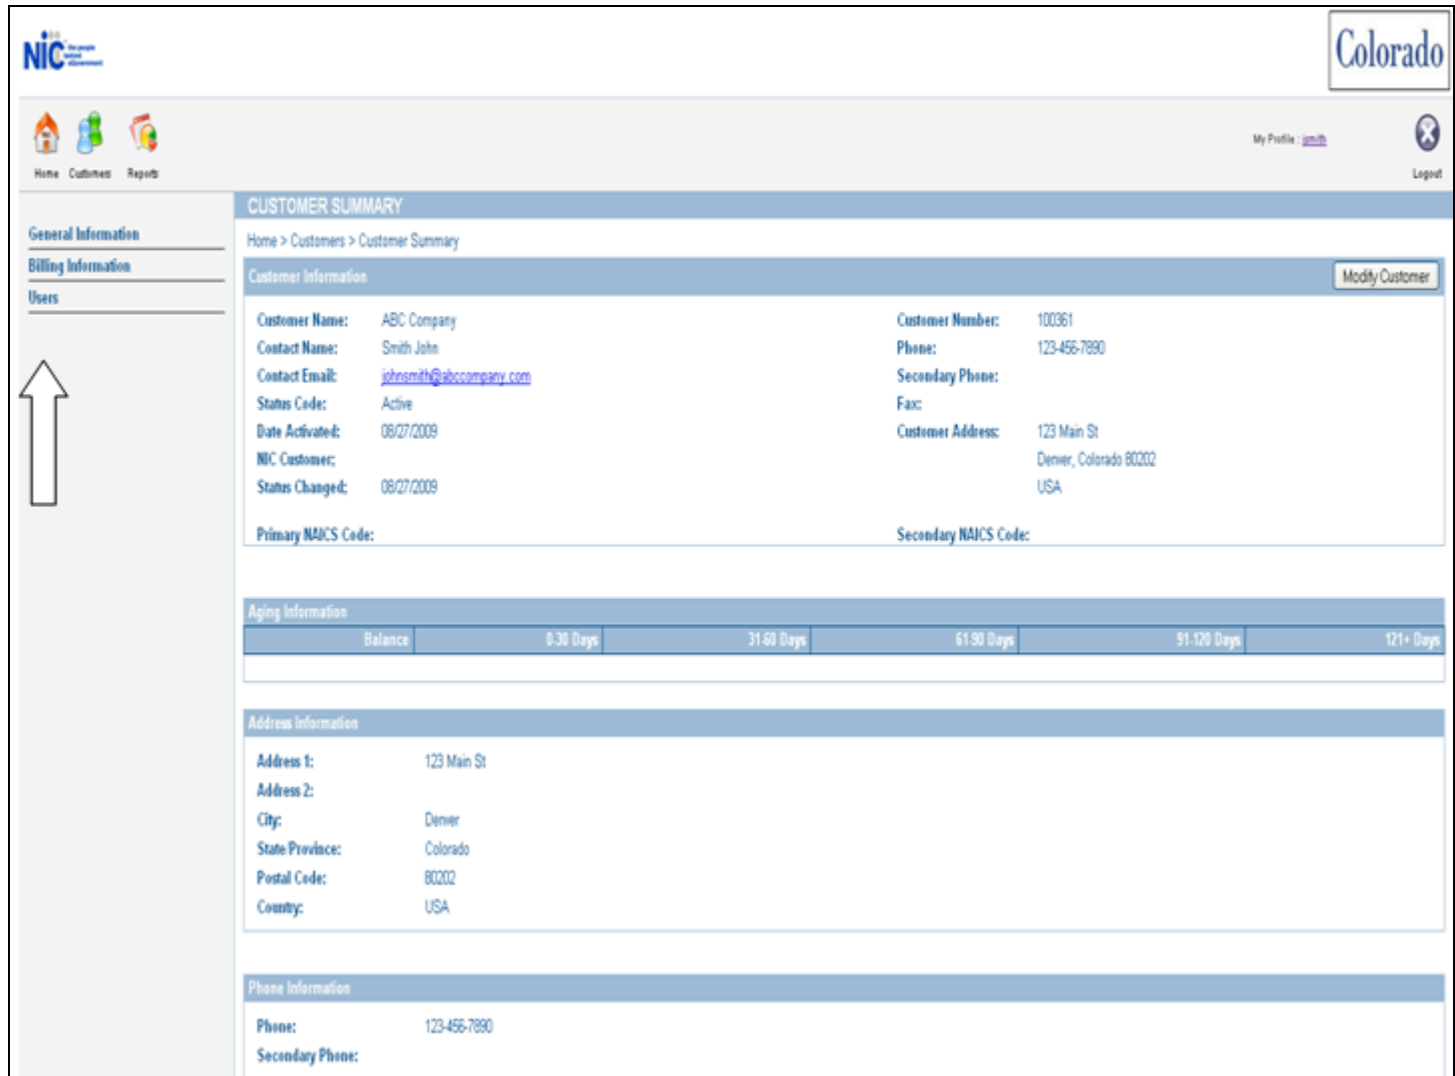 NIC the people behind eGovernment
Colorado
Home Customers Reports
My Profile : jsmith
Logout
General Information
Billing Information
Users
CUSTOMER SUMMARY
Home > Customers > Customer Summary
Customer Information
Modify Customer
Customer Name: ABC Company
Customer Number: 100361
Contact Name: Smith John
Phone: 123-456-7890
Contact Email: johnsmith@abccompany.com
Secondary Phone:
Status Code: Active
Fax:
Date Activated: 08/27/2009
Customer Address: 123 Main St
NIC Customer;
Denver, Colorado 80202
Status Changed; 08/27/2009
USA
Primary NAICS Code:
Secondary NAICS Code:
Aging Information
Balance 0-30 Days 31-60 Days 61-90 Days 91-120 Days 121+ Days
Address Information
Address 1: 123 Main St
Address 2:
City: Denver
State/Province: Colorado
Postal Code: 80202
Country: USA
Phone Information
Phone: 123-456-7890
Secondary Phone: